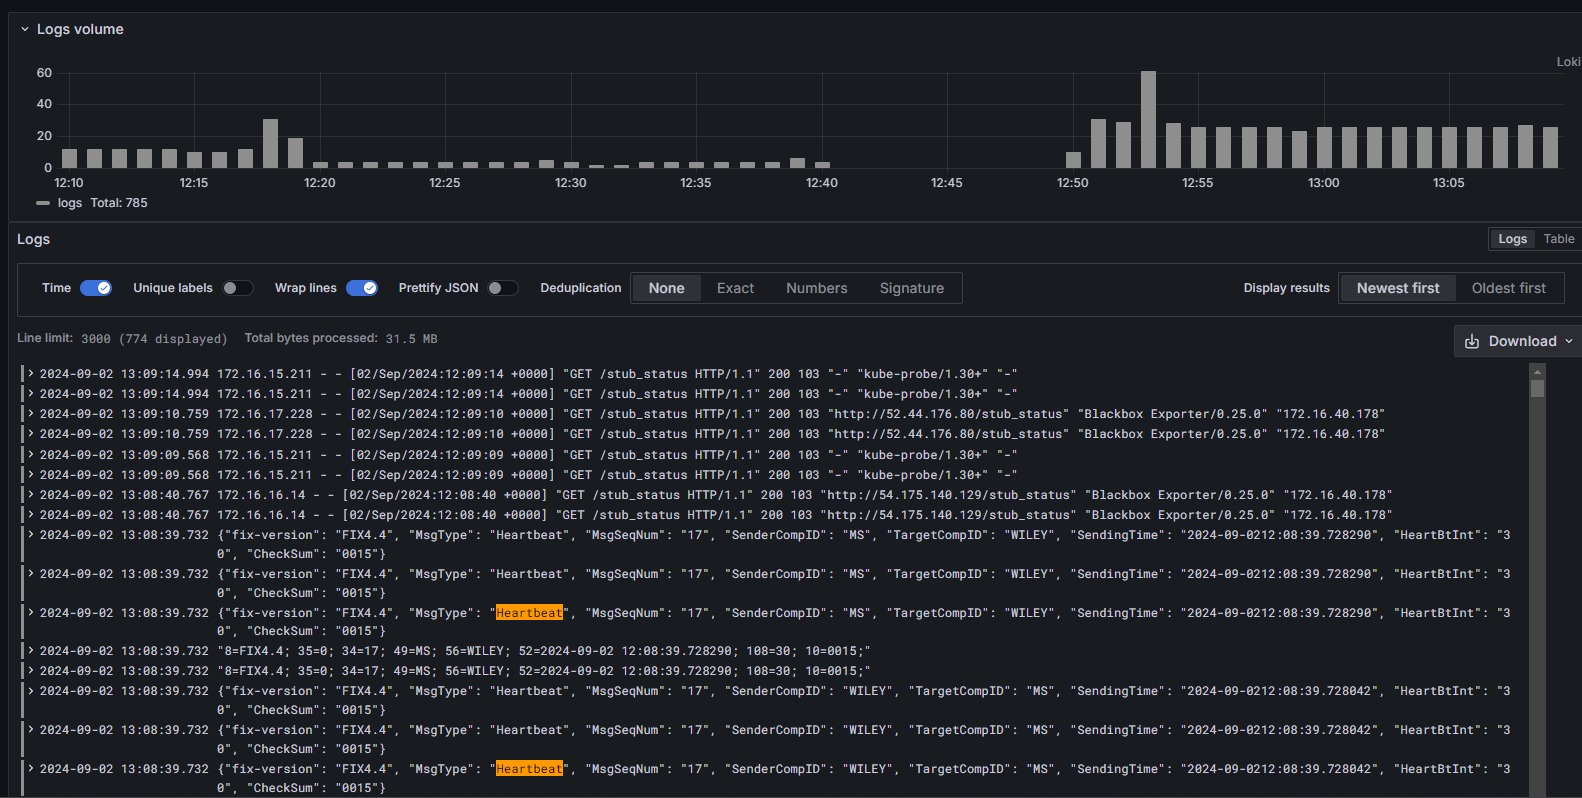 Logs volume
Loki
60
40
20
0
12:10 12:15 12:20 12:25 12:30 12:35 12:40 12:45 12:50 12:55 13:00 13:05
logs Total: 785
Logs
Logs Table
Time Unique labels Wrap lines Prettify JSON Deduplication None Exact Numbers Signature Display results Newest first Oldest first
Line limit: 3000 (774 displayed) Total bytes processed: 31.5 MB
Download
2024-09-02 13:09:14.994 172.16.15.211 - - [02/Sep/2024:12:09:14 +0000] "GET /stub_status HTTP/1.1" 200 103 "-" "kube-probe/1.30+" "-"
2024-09-02 13:09:14.994 172.16.15.211 - - [02/Sep/2024:12:09:14 +0000] "GET /stub_status HTTP/1.1" 200 103 "-" "kube-probe/1.30+" "-"
2024-09-02 13:09:10.759 172.16.17.228 - - [02/Sep/2024:12:09:10 +0000] "GET /stub_status HTTP/1.1" 200 103 "http://52.44.176.80/stub_status" "Blackbox Exporter/0.25.0" "172.16.40.178"
2024-09-02 13:09:10.759 172.16.17.228 - - [02/Sep/2024:12:09:10 +0000] "GET /stub_status HTTP/1.1" 200 103 "http://52.44.176.80/stub_status" "Blackbox Exporter/0.25.0" "172.16.40.178"
2024-09-02 13:09:09.568 172.16.15.211 - - [02/Sep/2024:12:09:09 +0000] "GET /stub_status HTTP/1.1" 200 103 "-" "kube-probe/1.30+" "-"
2024-09-02 13:09:09.568 172.16.15.211 - - [02/Sep/2024:12:09:09 +0000] "GET /stub_status HTTP/1.1" 200 103 "-" "kube-probe/1.30+" "-"
2024-09-02 13:08:40.767 172.16.16.14 - - [02/Sep/2024:12:08:40 +0000] "GET /stub_status HTTP/1.1" 200 103 "http://54.175.140.129/stub_status" "Blackbox Exporter/0.25.0" "172.16.40.178"
2024-09-02 13:08:40.767 172.16.16.14 - - [02/Sep/2024:12:08:40 +0000] "GET /stub_status HTTP/1.1" 200 103 "http://54.175.140.129/stub_status" "Blackbox Exporter/0.25.0" "172.16.40.178"
2024-09-02 13:08:39.732 {"fix-version": "FIX4.4", "MsgType": "Heartbeat", "MsgSeqNum": "17", "SenderCompID": "MS", "TargetCompID": "WILEY", "SendingTime": "2024-09-0212:08:39.728290", "HeartBtInt": "3
0", "CheckSum": "0015"}
2024-09-02 13:08:39.732 {"fix-version": "FIX4.4", "MsgType": "Heartbeat", "MsgSeqNum": "17", "SenderCompID": "MS", "TargetCompID": "WILEY", "SendingTime": "2024-09-0212:08:39.728290", "HeartBtInt": "3
0", "CheckSum": "0015"}
2024-09-02 13:08:39.732 {"fix-version": "FIX4.4", "MsgType": "Heartbeat", "MsgSeqNum": "17", "SenderCompID": "MS", "TargetCompID": "WILEY", "SendingTime": "2024-09-0212:08:39.728290", "HeartBtInt": "3
0", "CheckSum": "0015"}
2024-09-02 13:08:39.732 "8=FIX4.4; 35=0; 34=17; 49=MS; 56=WILEY; 52=2024-09-02 12:08:39.728290; 108=30; 10=0015;"
2024-09-02 13:08:39.732 "8=FIX4.4; 35=0; 34=17; 49=MS; 56=WILEY; 52=2024-09-02 12:08:39.728290; 108=30; 10=0015;"
2024-09-02 13:08:39.732 {"fix-version": "FIX4.4", "MsgType": "Heartbeat", "MsgSeqNum": "17", "SenderCompID": "WILEY", "TargetCompID": "MS", "SendingTime": "2024-09-0212:08:39.728042", "HeartBtInt": "3
0", "CheckSum": "0015"}
2024-09-02 13:08:39.732 {"fix-version": "FIX4.4", "MsgType": "Heartbeat", "MsgSeqNum": "17", "SenderCompID": "WILEY", "TargetCompID": "MS", "SendingTime": "2024-09-0212:08:39.728042", "HeartBtInt": "3
0", "CheckSum": "0015"}
2024-09-02 13:08:39.732 {"fix-version": "FIX4.4", "MsgType": "Heartbeat", "MsgSeqNum": "17", "SenderCompID": "WILEY", "TargetCompID": "MS", "SendingTime": "2024-09-0212:08:39.728042", "HeartBtInt": "3
0", "CheckSum": "0015"}